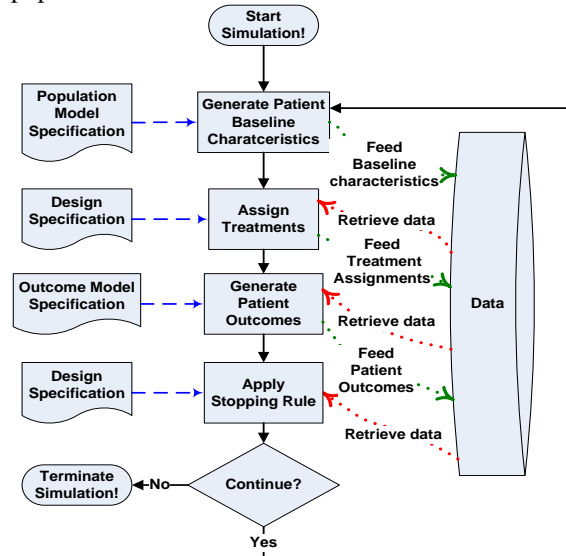 Start
Simulation!
Population
Model
Specification
Generate Patient
Baseline
Charatceristics
Feed
Baseline
characteristics
Design
Specification
Assign
Treatments
Retrieve data
Feed
Treatment
Assignments
Data
Outcome Model
Specification
Generate
Patient
Outcomes
Retrieve data
Feed
Patient
Outcomes
Design
Specification
Apply
Stopping Rule
Retrieve data
Terminate
Simulation!
No
Continue?
Yes